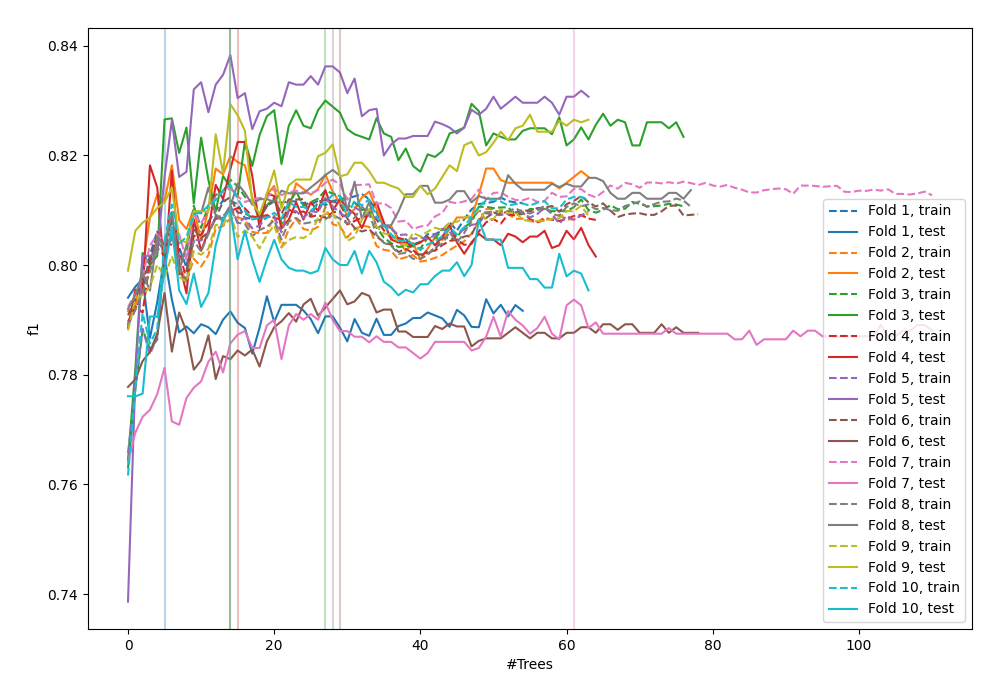 0.84
0.82
0.80
0.78
0.76
0.74
f1
0
20
40
60
80
100
#Trees
Fold 1, train
Fold 1, test
Fold 2, train
Fold 2, test
Fold 3, train
Fold 3, test
Fold 4, train
Fold 4, test
Fold 5, train
Fold 5, test
Fold 6, train
Fold 6, test
Fold 7, train
Fold 7, test
Fold 8, train
Fold 8, test
Fold 9, train
Fold 9, test
Fold 10, train
Fold 10, test